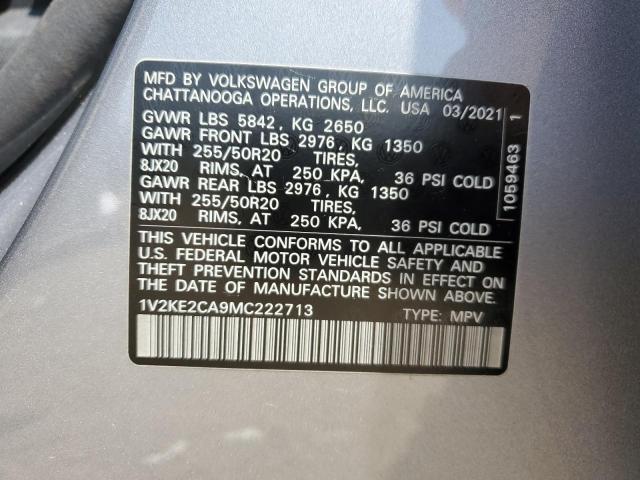 MFD BY VOLKSWAGEN GROUP OF AMERICA
CHATTANOOGA OPERATIONS, LLC. USA 03/2021
GVWR LBS 5842, KG 2650
GAWR FRONT LBS 2976, KG 1350
WITH 255/50R20 TIRES,
8JX20 RIMS, AT 250 KPA, 36 PSI COLD
GAWR REAR LBS 2976, KG 1350
WITH 255/50R20 TIRES,
8JX20 RIMS, AT 250 KPA, 36 PSI COLD
THIS VEHICLE CONFORMS TO ALL APPLICABLE
U.S. FEDERAL MOTOR VEHICLE SAFETY AND
THEFT PREVENTION STANDARDS IN EFFECT ON
THE DATE OF MANUFACTURE SHOWN ABOVE.
1V2KE2CA9MC222713 TYPE: MPV
1059463 1